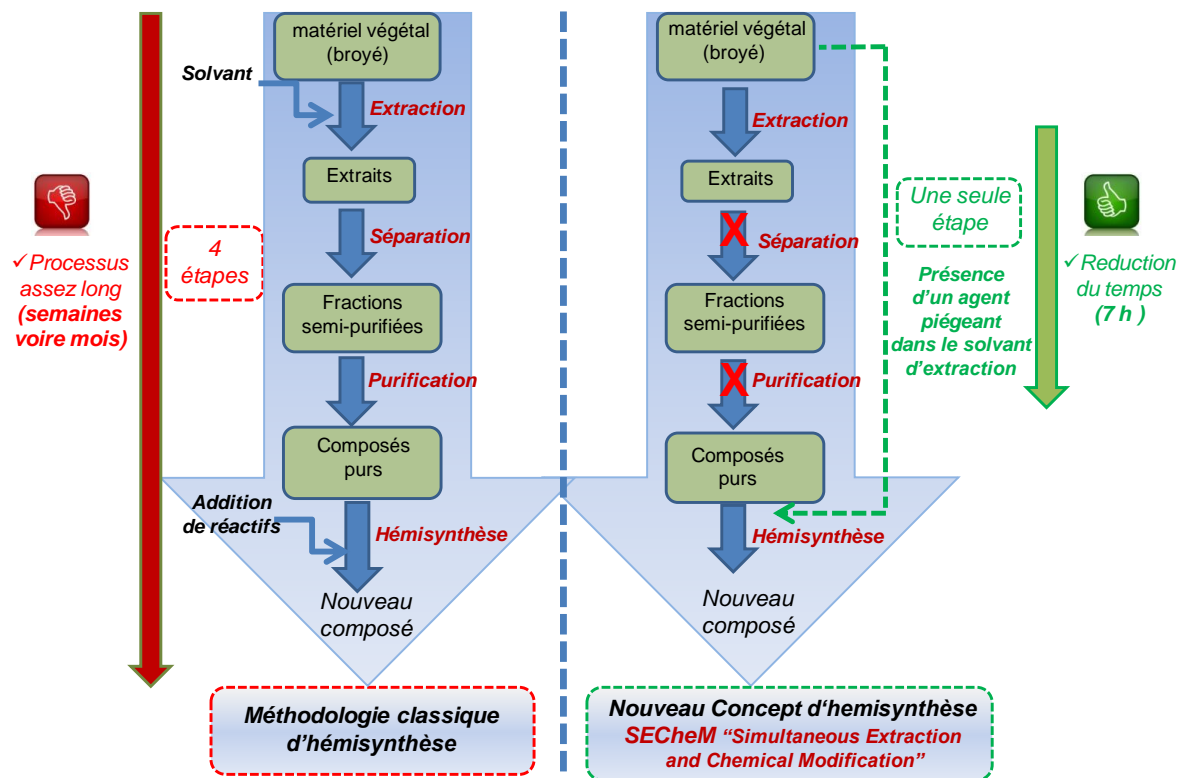 matériel végétal
(broyé)
Solvant
Extraction
Extraits
4
étapes
Séparation
✓Processus
assez long
(semaines
voire mois)
Fractions
semi-purifiées
Purification
Composés
purs
Addition
de réactifs
Hémisynthèse
Nouveau
composé
Méthodologie classique
d'hémisynthèse
matériel végétal
(broyé)
Extraction
Extraits
X
Séparation
Fractions
semi-purifiées
X
Purification
Composés
purs
Hémisynthèse
Nouveau
composé
Une seule
étape
Présence
d'un agent
piégeant
dans le solvant
d'extraction
✓Reduction
du temps
(7 h )
Nouveau Concept d'hemisynthèse
SECheM “Simultaneous Extraction
and Chemical Modification”